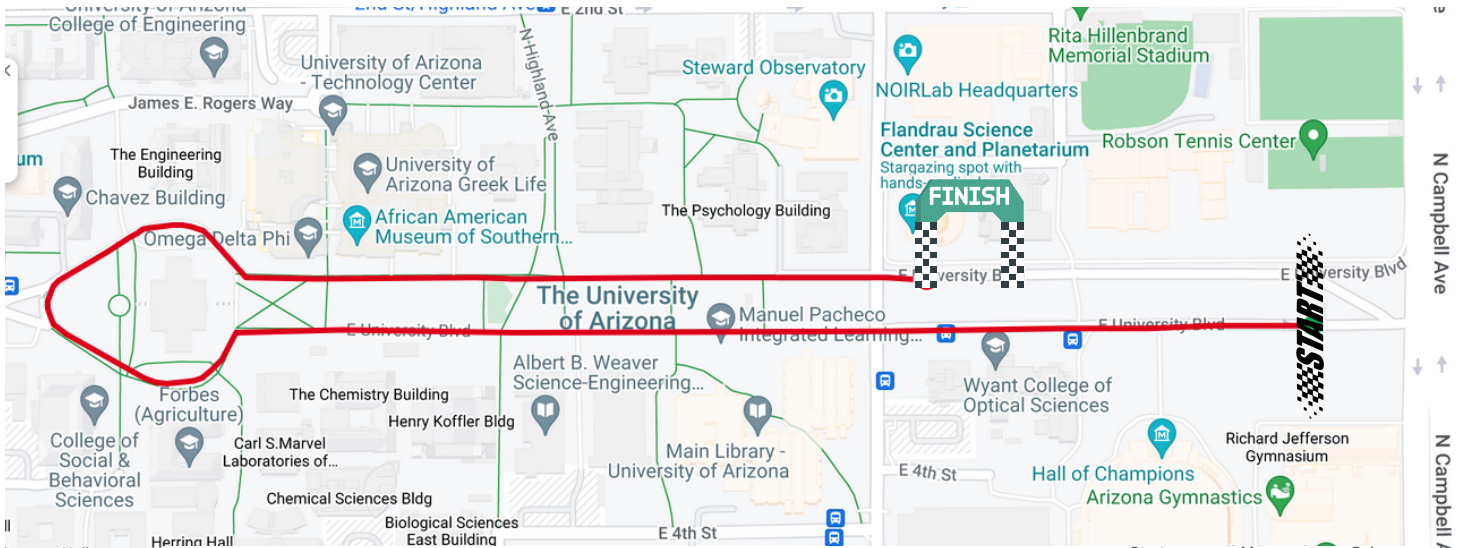 University of Arizona
College of Engineering
2nd St/Highland Ave
E 2nd St
N Highland Ave
University of Arizona
- Technology Center
James E. Rogers Way
Steward Observatory
NOIRLab Headquarters
Rita Hillenbrand
Memorial Stadium
Robson Tennis Center
N Campbell Ave
um
The Engineering
Building
Chavez Building
University of
Arizona Greek Life
Flandrau Science
Center and Planetarium
Stargazing spot with
FINISH
Omega Delta Phi
African American
Museum of Southern...
The Psychology Building
E University Blvd
START
The University
of Arizona
E University Blvd
Manuel Pacheco
Integrated Learning...
E University Blvd
Albert B. Weaver
Science-Engineering...
Wyant College of
Optical Sciences
Forbes
(Agriculture)
The Chemistry Building
Henry Koffler Bldg
College of
Social &
Behavioral
Sciences
Carl S.Marvel
Laboratories of...
Main Library -
University of Arizona
E 4th St
Hall of Champions
Arizona Gymnastics
Richard Jefferson
Gymnasium
N Campbell A
Chemical Sciences Bldg
Biological Sciences
East Building
E 4th St
Herring Hall